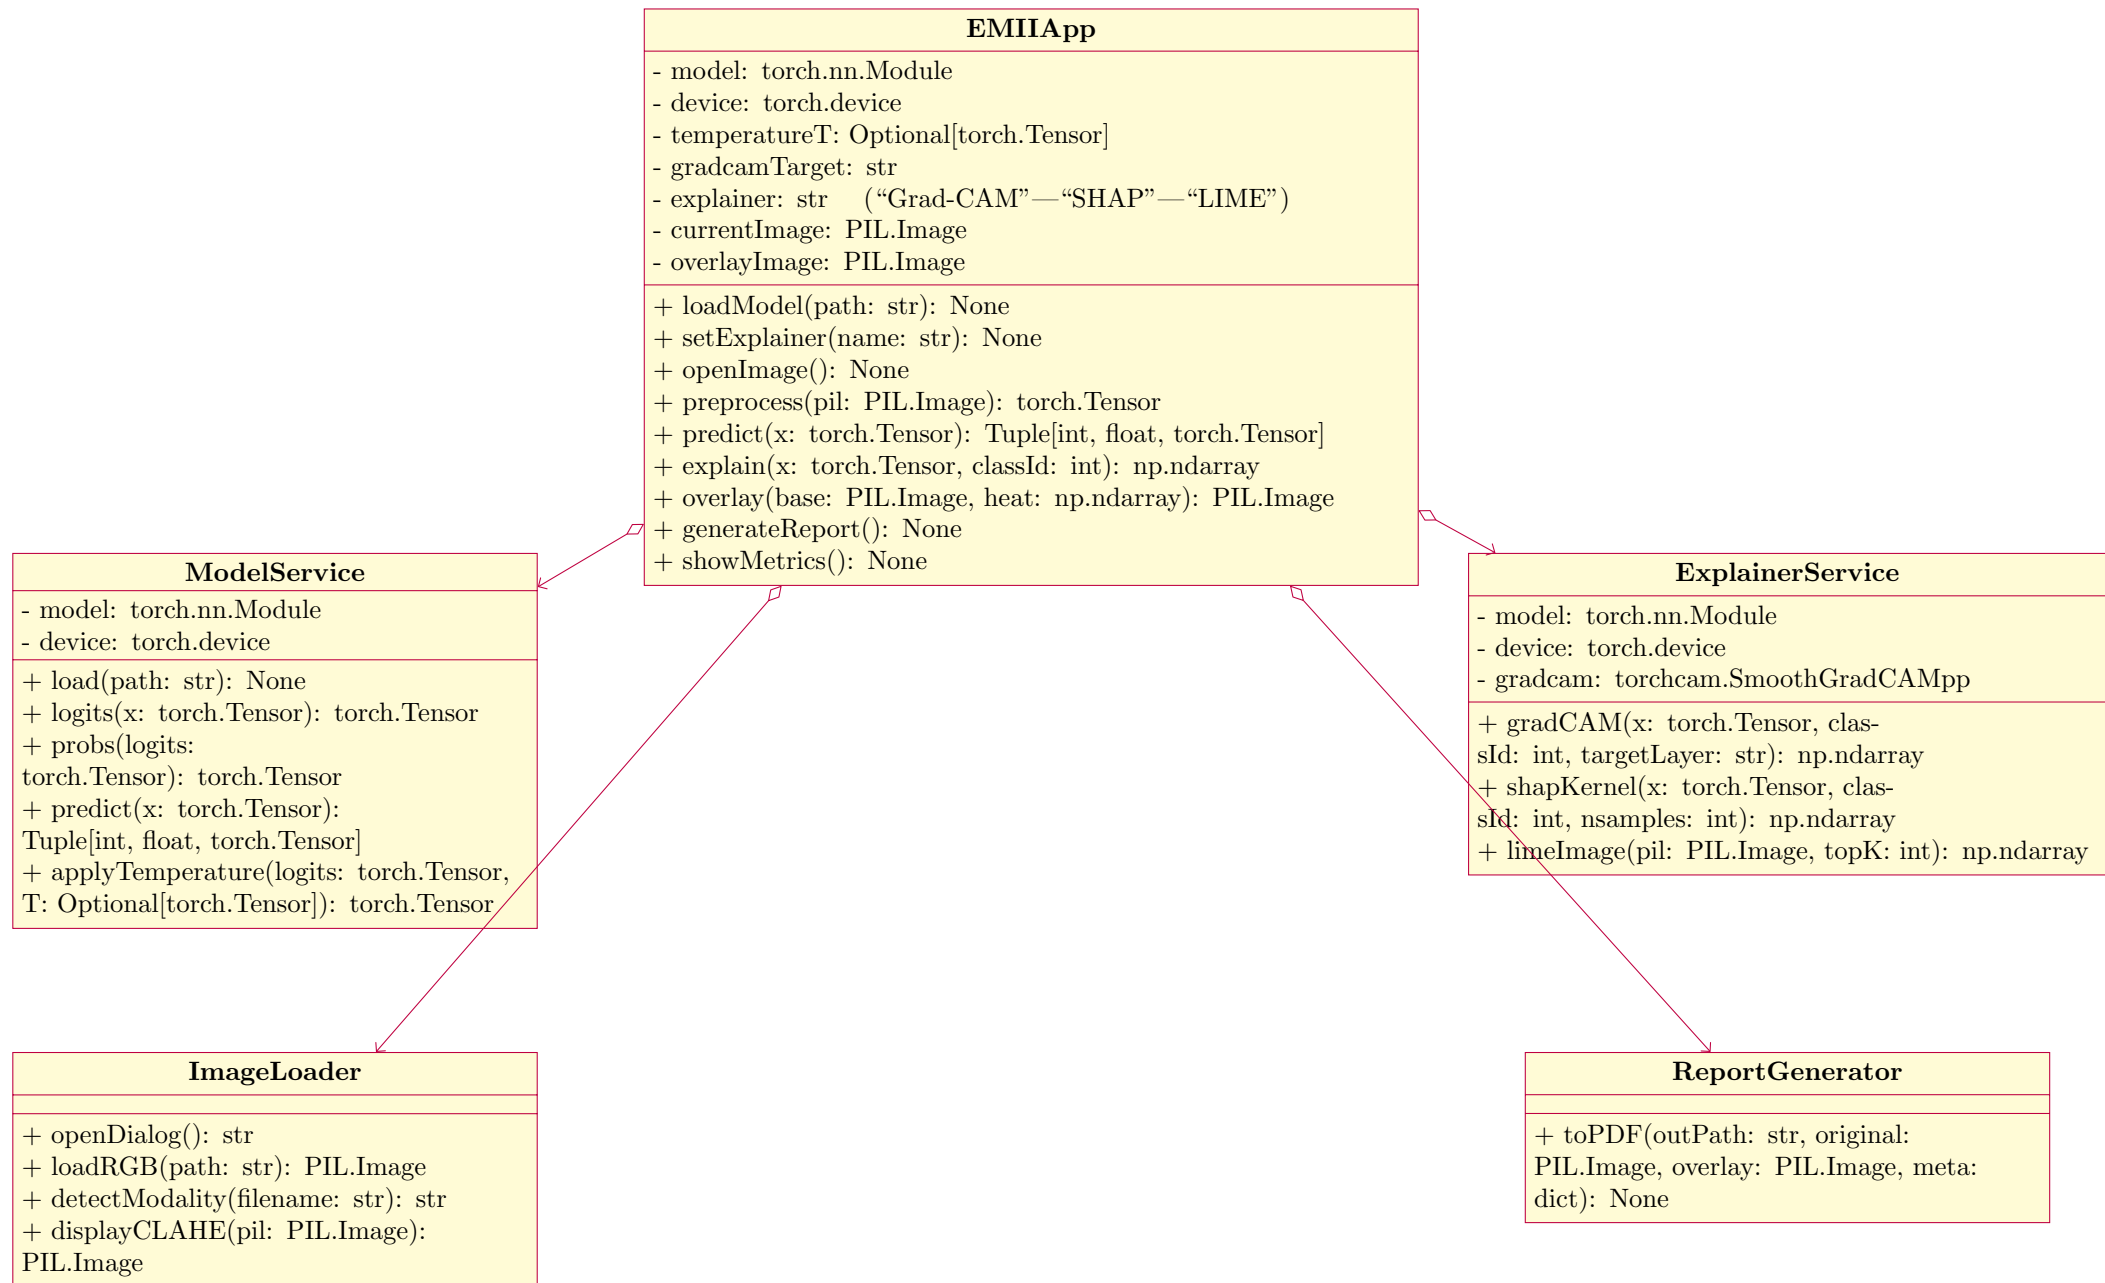 EMIIApp
- model: torch.nn.Module
- device: torch.device
- temperatureT: Optional[torch.Tensor]
- gradcamTarget: str
- explainer: str (“Grad-CAM”—“SHAP”—“LIME”)
- currentImage: PIL.Image
- overlayImage: PIL.Image
+ loadModel(path: str): None
+ setExplainer(name: str): None
+ openImage(): None
+ preprocess(pil: PIL.Image): torch.Tensor
+ predict(x: torch.Tensor): Tuple[int, float, torch.Tensor]
+ explain(x: torch.Tensor, classId: int): np.ndarray
+ overlay(base: PIL.Image, heat: np.ndarray): PIL.Image
+ generateReport(): None
+ showMetrics(): None
ModelService
- model: torch.nn.Module
- device: torch.device
+ load(path: str): None
+ logits(x: torch.Tensor): torch.Tensor
+ probs(logits:
torch.Tensor): torch.Tensor
+ predict(x: torch.Tensor):
Tuple[int, float, torch.Tensor]
+ applyTemperature(logits: torch.Tensor,
T: Optional[torch.Tensor]): torch.Tensor
ExplainerService
- model: torch.nn.Module
- device: torch.device
- gradcam: torchcam.SmoothGradCAMpp
+ gradCAM(x: torch.Tensor, clas-
sId: int, targetLayer: str): np.ndarray
+ shapKernel(x: torch.Tensor, clas-
sId: int, nsamples: int): np.ndarray
+ limeImage(pil: PIL.Image, topK: int): np.ndarray
ImageLoader
+ openDialog(): str
+ loadRGB(path: str): PIL.Image
+ detectModality(filename: str): str
+ displayCLAHE(pil: PIL.Image):
PIL.Image
ReportGenerator
+ toPDF(outPath: str, original:
PIL.Image, overlay: PIL.Image, meta:
dict): None